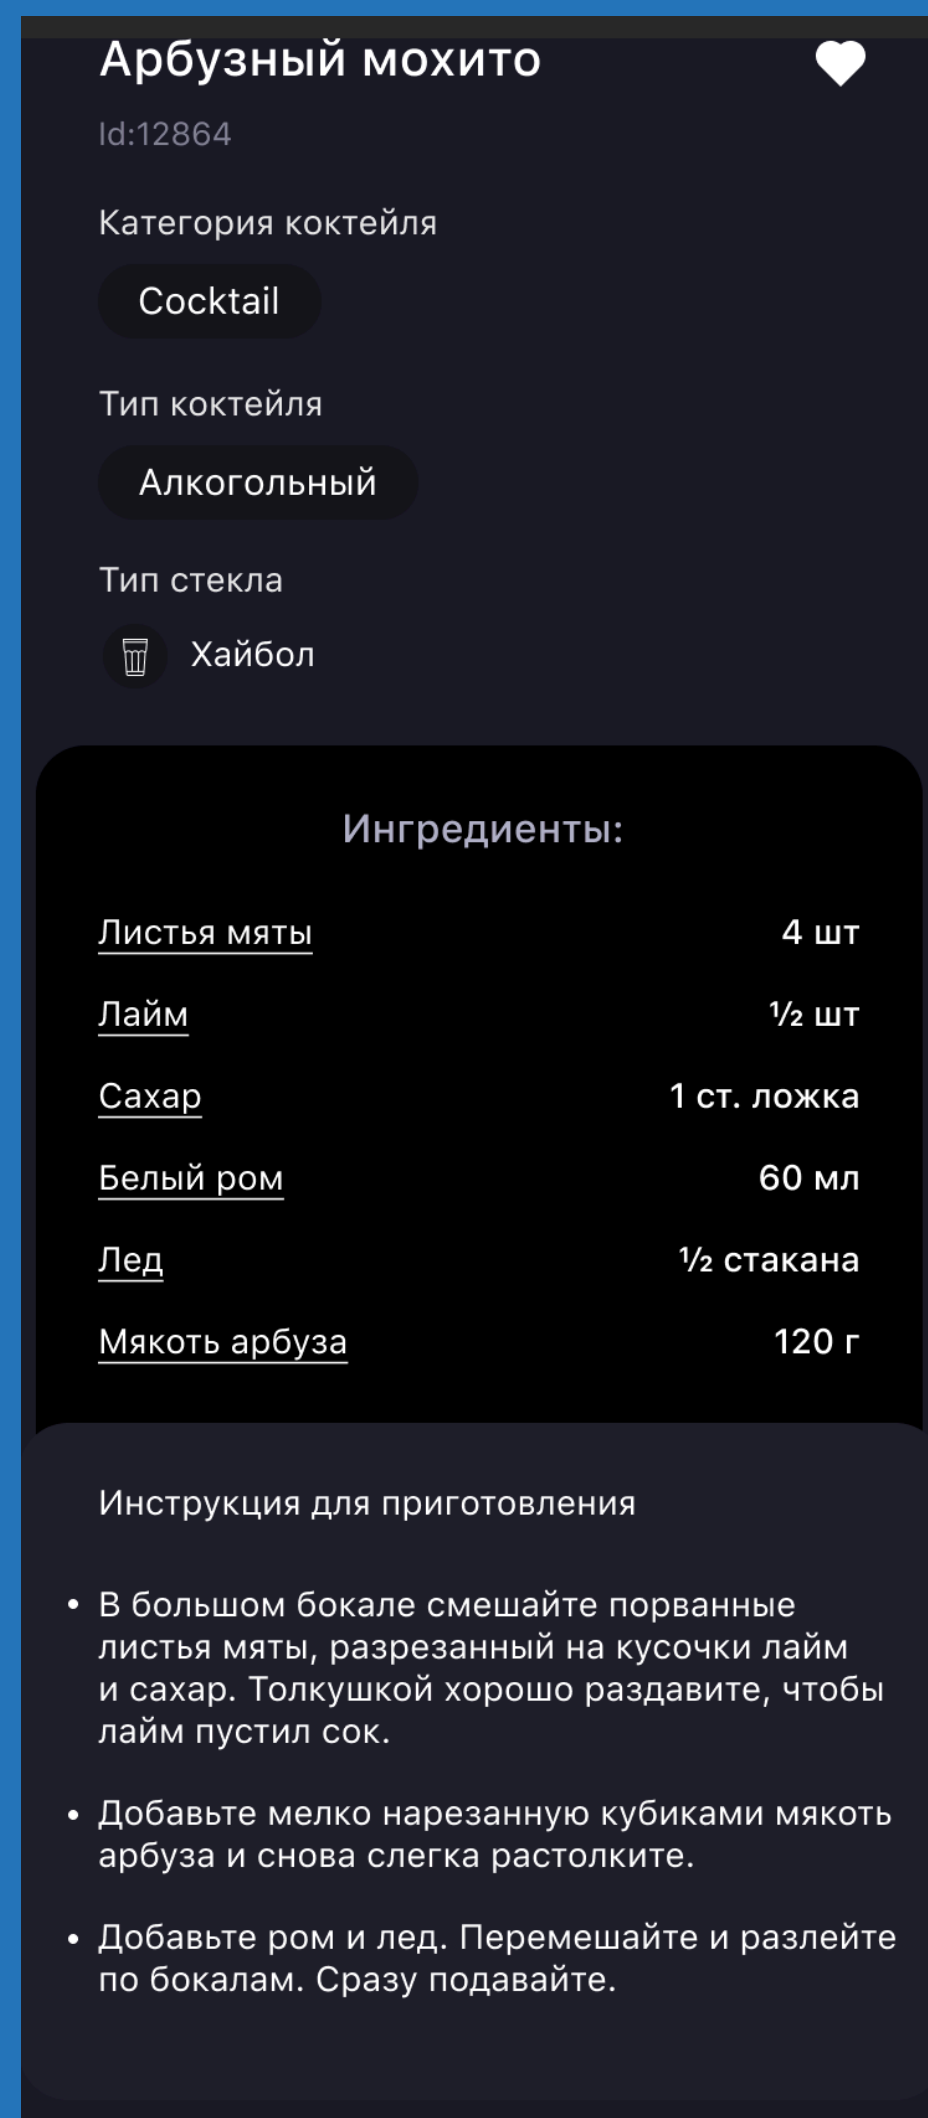 Арбузный мохито
Id:12864
Категория коктейля
Cocktail
Тип коктейля
Алкогольный
Тип стекла
Хайбол
Ингредиенты:
Листья мяты 4 шт
Лайм ½ шт
Сахар 1 ст. ложка
Белый ром 60 мл
Лед ½ стакана
Мякоть арбуза 120 г
Инструкция для приготовления
• В большом бокале смешайте порванные
листья мяты, разрезанный на кусочки лайм
и сахар. Толкушкой хорошо раздавите, чтобы
лайм пустил сок.
• Добавьте мелко нарезанную кубиками мякоть
арбуза и снова слегка растолките.
• Добавьте ром и лед. Перемешайте и разлейте
по бокалам. Сразу подавайте.